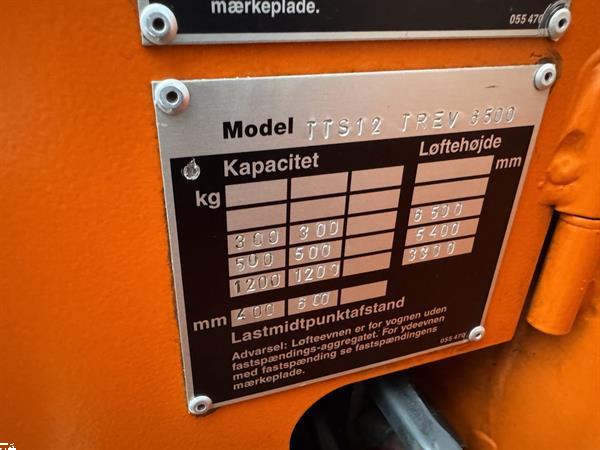 mærkeplade.
055 470
Model TTS12 TREV 6500
Kapacitet Løftehøjde
kg mm
300 300 6500
500 500 5400
1200 1200 3300
mm 400 600
Lastmidtpunktafstand
Advarsel: Løfteevnen er for vognen uden
fastspændings-aggregatet. For ydeevnen
med fastspænding se fastspændingens
mærkeplade.
055 470